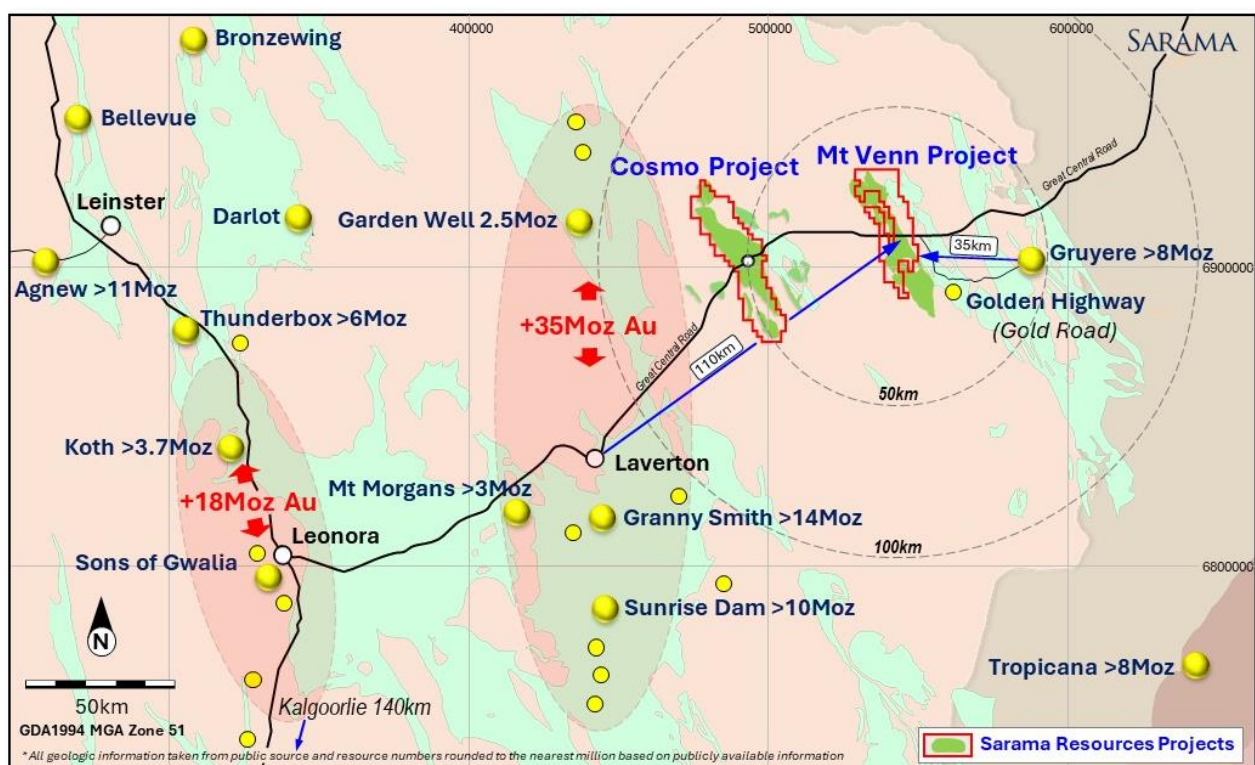 400000
500000
600000
SARAMA
Bronzewing
Bellevue
Great Central Road
Cosmo Project
Mt Venn Project
Leinster
Darlot
Garden Well 2.5Moz
35km
Gruyere >8Moz
6900000
Agnew >11Moz
Golden Highway
(Gold Road)
Thunderbox >6Moz
+35Moz Au
Great Central Road
110km
50km
Koth >3.7Moz
Laverton
Mt Morgans >3Moz
+18Moz Au
Granny Smith >14Moz
Leonora
100km
Sons of Gwalia
6800000
Sunrise Dam >10Moz
N
Tropicana >8Moz
50km
Kalgoorlie 140km
GDA1994 MGA Zone 51
Sarama Resources Projects
*All geologic information taken from public source and resource numbers rounded to the nearest million based on publicly available information